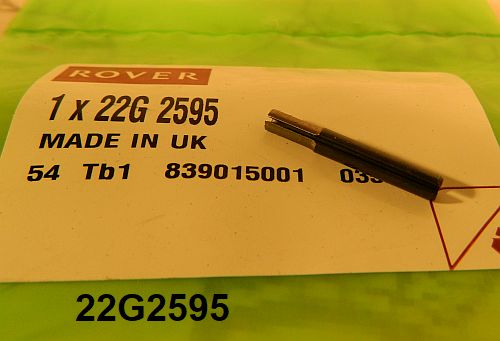 ROVER
1 x 22G 2595
MADE IN UK
54 Tb1 839015001
22G2595